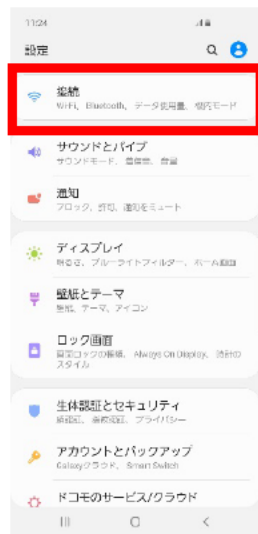 11:24
設定
接続
Wi-Fi、Bluetooth、データ使用量、機内モード
サウンドとバイブ
サウンドモード、着信音、音量
通知
ブロック、許可、通知をミュート
ディスプレイ
明るさ、ブルーライトフィルター、ホーム画面
壁紙とテーマ
壁紙、テーマ、アイコン
ロック画面
画面ロックの種類、Always On Display、時計の
スタイル
生体認証とセキュリティ
顔認証、指紋認証、プライバシー
アカウントとバックアップ
Galaxyクラウド、Smart Switch
ドコモのサービス/クラウド